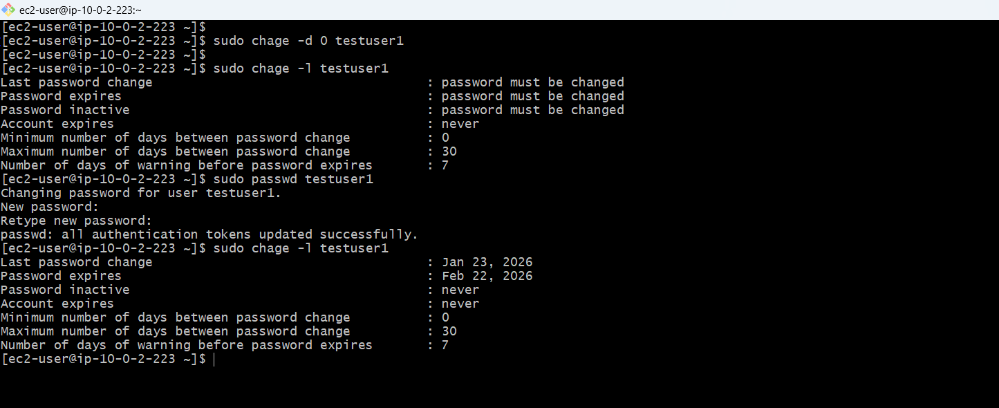 ec2-user@ip-10-0-2-223:~
[ec2-user@ip-10-0-2-223 ~]$
[ec2-user@ip-10-0-2-223 ~]$ sudo chage -d 0 testuser1
[ec2-user@ip-10-0-2-223 ~]$
[ec2-user@ip-10-0-2-223 ~]$ sudo chage -l testuser1
Last password change : password must be changed
Password expires : password must be changed
Password inactive : password must be changed
Account expires : never
Minimum number of days between password change : 0
Maximum number of days between password change : 30
Number of days of warning before password expires : 7
[ec2-user@ip-10-0-2-223 ~]$ sudo passwd testuser1
Changing password for user testuser1.
New password:
Retype new password:
passwd: all authentication tokens updated successfully.
[ec2-user@ip-10-0-2-223 ~]$ sudo chage -l testuser1
Last password change : Jan 23, 2026
Password expires : Feb 22, 2026
Password inactive : never
Account expires : never
Minimum number of days between password change : 0
Maximum number of days between password change : 30
Number of days of warning before password expires : 7
[ec2-user@ip-10-0-2-223 ~]$